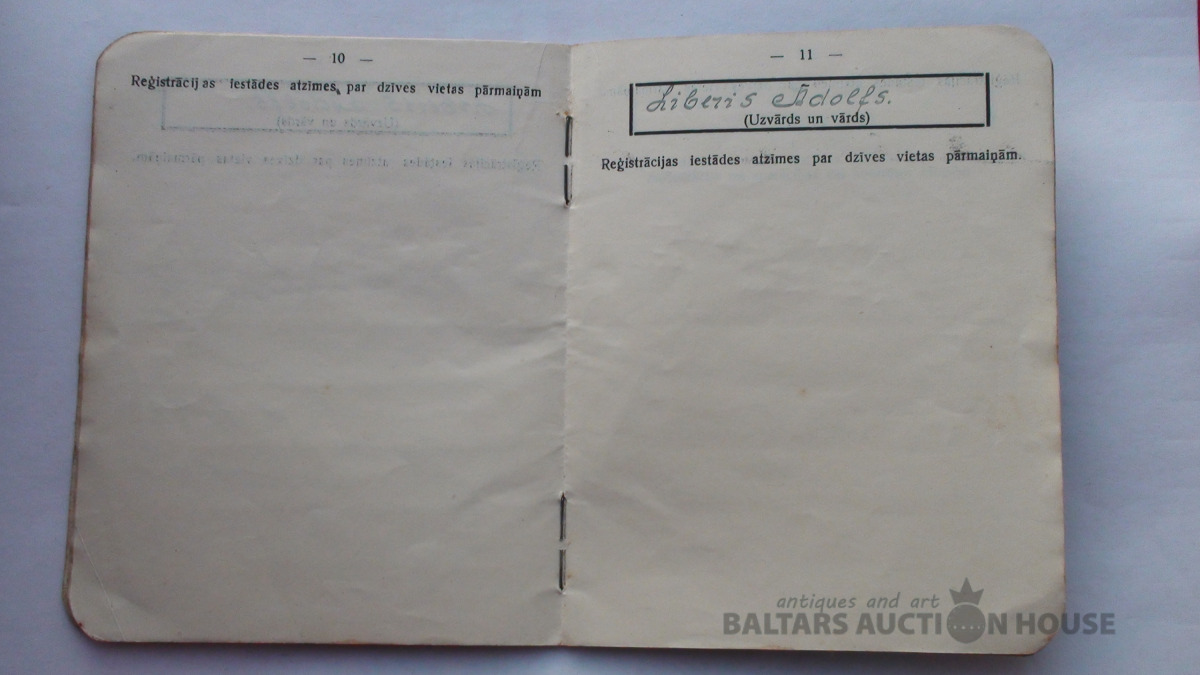 — 10 —
Reģistrācijas iestādes atzīmes par dzīves vietas pārmaiņām
— 11 —
Liberis Ādolfs.
(Uzvārds un vārds)
Reģistrācijas iestādes atzīmes par dzīves vietas pārmaiņām.
antiques and art
BALTARS AUCTION HOUSE